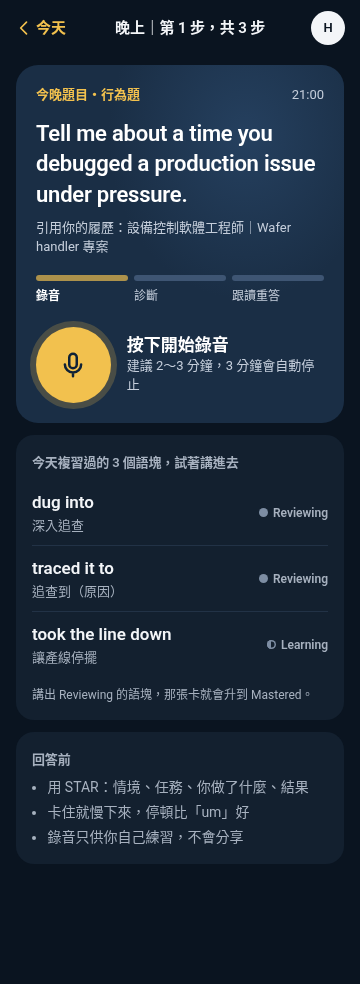 今天
晚上｜第 1 步，共 3 步
H
今晚題目・行為題
21:00
Tell me about a time you
debugged a production issue
under pressure.
引用你的履歷：設備控制軟體工程師｜Wafer
handler 專案
錄音
診斷
跟讀重答
按下開始錄音
建議 2～3 分鐘，3 分鐘會自動停
止
今天複習過的 3 個語塊，試著講進去
dug into
深入追查
Reviewing
traced it to
追查到（原因）
Reviewing
took the line down
讓產線停擺
Learning
講出 Reviewing 的語塊，那張卡就會升到 Mastered。
回答前
• 用 STAR：情境、任務、你做了什麼、結果
• 卡住就慢下來，停頓比「um」好
• 錄音只供你自己練習，不會分享